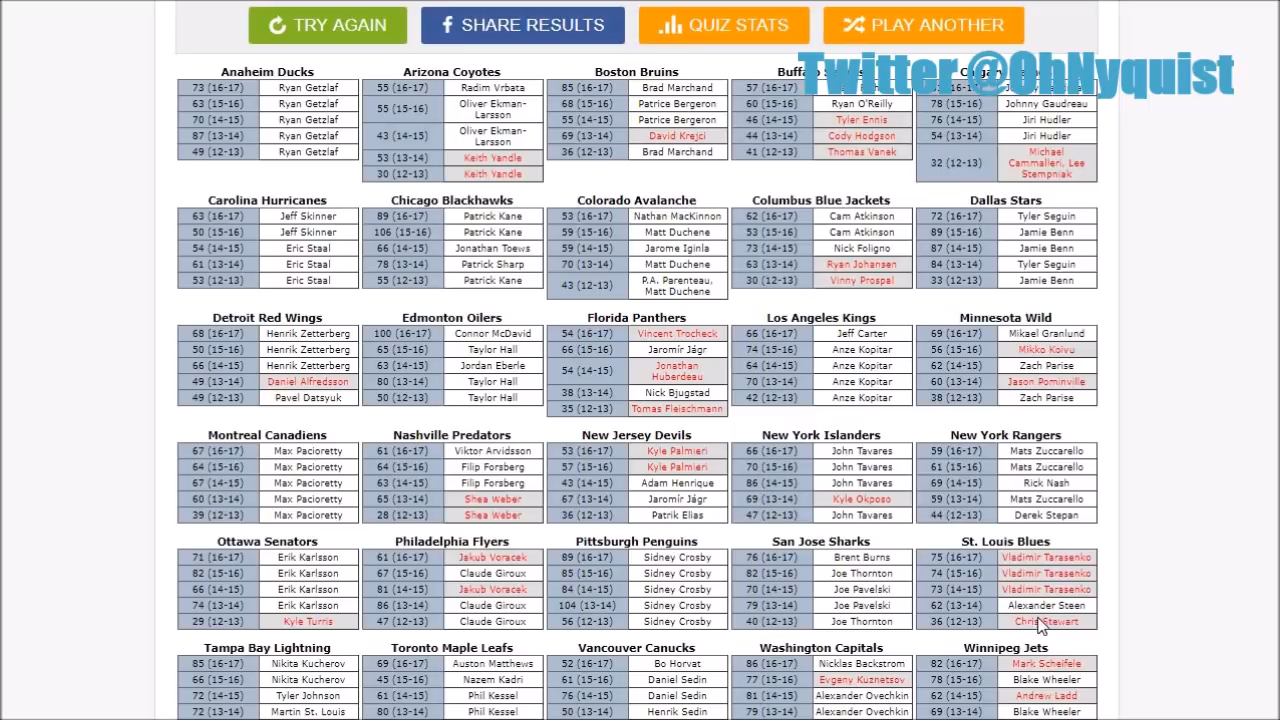 TRY AGAIN
SHARE RESULTS
QUIZ STATS
PLAY ANOTHER
Twitter @OhNyquist
Anaheim Ducks
73 (16-17) Ryan Getzlaf
63 (15-16) Ryan Getzlaf
70 (14-15) Ryan Getzlaf
87 (13-14) Ryan Getzlaf
49 (12-13) Ryan Getzlaf
Arizona Coyotes
55 (16-17) Radim Vrbata
55 (15-16) Oliver Ekman-
Larsson
43 (14-15) Oliver Ekman-
Larsson
53 (13-14) Keith Yandle
30 (12-13) Keith Yandle
Boston Bruins
85 (16-17) Brad Marchand
68 (15-16) Patrice Bergeron
55 (14-15) Patrice Bergeron
69 (13-14) David Krejci
36 (12-13) Brad Marchand
57 (16-17)
60 (15-16) Ryan O'Reilly
46 (14-15) Tyler Ennis
44 (13-14) Cody Hodgson
41 (12-13) Thomas Vanek
78 (15-16) Johnny Gaudreau
76 (14-15) Jiri Hudler
54 (13-14) Jiri Hudler
32 (12-13) Michael
Cammalleri, Lee
Stempniak
Carolina Hurricanes
63 (16-17) Jeff Skinner
50 (15-16) Jeff Skinner
54 (14-15) Eric Staal
61 (13-14) Eric Staal
53 (12-13) Eric Staal
Chicago Blackhawks
89 (16-17) Patrick Kane
106 (15-16) Patrick Kane
66 (14-15) Jonathan Toews
78 (13-14) Patrick Sharp
55 (12-13) Patrick Kane
Colorado Avalanche
53 (16-17) Nathan MacKinnon
59 (15-16) Matt Duchene
59 (14-15) Jarome Iginla
70 (13-14) Matt Duchene
43 (12-13) P.A. Parenteau,
Matt Duchene
Columbus Blue Jackets
62 (16-17) Cam Atkinson
53 (15-16) Cam Atkinson
73 (14-15) Nick Foligno
63 (13-14) Ryan Johansen
30 (12-13) Vinny Prospal
Dallas Stars
72 (16-17) Tyler Seguin
89 (15-16) Jamie Benn
87 (14-15) Jamie Benn
84 (13-14) Tyler Seguin
33 (12-13) Jamie Benn
Detroit Red Wings
68 (16-17) Henrik Zetterberg
50 (15-16) Henrik Zetterberg
66 (14-15) Henrik Zetterberg
49 (13-14) Daniel Alfredsson
49 (12-13) Pavel Datsyuk
Edmonton Oilers
100 (16-17) Connor McDavid
65 (15-16) Taylor Hall
63 (14-15) Jordan Eberle
80 (13-14) Taylor Hall
50 (12-13) Taylor Hall
Florida Panthers
54 (16-17) Vincent Trocheck
66 (15-16) Jaromír Jágr
54 (14-15) Jonathan
Huberdeau
38 (13-14) Nick Bjugstad
35 (12-13) Tomas Fleischmann
Los Angeles Kings
66 (16-17) Jeff Carter
74 (15-16) Anze Kopitar
64 (14-15) Anze Kopitar
70 (13-14) Anze Kopitar
42 (12-13) Anze Kopitar
Minnesota Wild
69 (16-17) Mikael Granlund
56 (15-16) Mikko Koivu
62 (14-15) Zach Parise
60 (13-14) Jason Pominville
38 (12-13) Zach Parise
Montreal Canadiens
67 (16-17) Max Pacioretty
64 (15-16) Max Pacioretty
67 (14-15) Max Pacioretty
60 (13-14) Max Pacioretty
39 (12-13) Max Pacioretty
Nashville Predators
61 (16-17) Viktor Arvidsson
64 (15-16) Filip Forsberg
63 (14-15) Filip Forsberg
65 (13-14) Shea Weber
28 (12-13) Shea Weber
New Jersey Devils
53 (16-17) Kyle Palmieri
57 (15-16) Kyle Palmieri
43 (14-15) Adam Henrique
67 (13-14) Jaromír Jágr
36 (12-13) Patrik Elias
New York Islanders
66 (16-17) John Tavares
70 (15-16) John Tavares
86 (14-15) John Tavares
69 (13-14) Kyle Okposo
47 (12-13) John Tavares
New York Rangers
59 (16-17) Mats Zuccarello
61 (15-16) Mats Zuccarello
69 (14-15) Rick Nash
59 (13-14) Mats Zuccarello
44 (12-13) Derek Stepan
Ottawa Senators
71 (16-17) Erik Karlsson
82 (15-16) Erik Karlsson
66 (14-15) Erik Karlsson
74 (13-14) Erik Karlsson
29 (12-13) Kyle Turris
Philadelphia Flyers
61 (16-17) Jakub Voracek
67 (15-16) Claude Giroux
81 (14-15) Jakub Voracek
86 (13-14) Claude Giroux
47 (12-13) Claude Giroux
Pittsburgh Penguins
89 (16-17) Sidney Crosby
85 (15-16) Sidney Crosby
84 (14-15) Sidney Crosby
104 (13-14) Sidney Crosby
56 (12-13) Sidney Crosby
San Jose Sharks
76 (16-17) Brent Burns
82 (15-16) Joe Thornton
70 (14-15) Joe Pavelski
79 (13-14) Joe Pavelski
40 (12-13) Joe Thornton
St. Louis Blues
75 (16-17) Vladimir Tarasenko
74 (15-16) Vladimir Tarasenko
73 (14-15) Vladimir Tarasenko
62 (13-14) Alexander Steen
36 (12-13) Chris Stewart
Tampa Bay Lightning
85 (16-17) Nikita Kucherov
66 (15-16) Nikita Kucherov
72 (14-15) Tyler Johnson
72 (13-14) Martin St. Louis
Toronto Maple Leafs
69 (16-17) Auston Matthews
45 (15-16) Nazem Kadri
61 (14-15) Phil Kessel
80 (13-14) Phil Kessel
Vancouver Canucks
52 (16-17) Bo Horvat
61 (15-16) Daniel Sedin
76 (14-15) Daniel Sedin
50 (13-14) Henrik Sedin
Washington Capitals
86 (16-17) Nicklas Backstrom
77 (15-16) Evgeny Kuznetsov
81 (14-15) Alexander Ovechkin
79 (13-14) Alexander Ovechkin
Winnipeg Jets
82 (16-17) Mark Scheifele
78 (15-16) Blake Wheeler
62 (14-15) Andrew Ladd
69 (13-14) Blake Wheeler